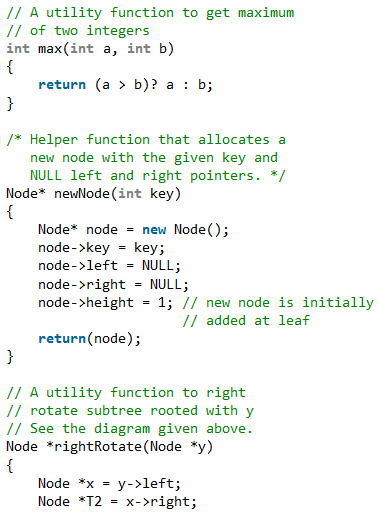 // A utility function to get maximum
// of two integers
int max(int a, int b)
{
    return (a > b)? a : b;
}

/* Helper function that allocates a
   new node with the given key and
   NULL left and right pointers. */
Node* newNode(int key)
{
    Node* node = new Node();
    node->key = key;
    node->left = NULL;
    node->right = NULL;
    node->height = 1; // new node is initially
                      // added at leaf
    return(node);
}

// A utility function to right
// rotate subtree rooted with y
// See the diagram given above.
Node *rightRotate(Node *y)
{
    Node *x = y->left;
    Node *T2 = x->right;